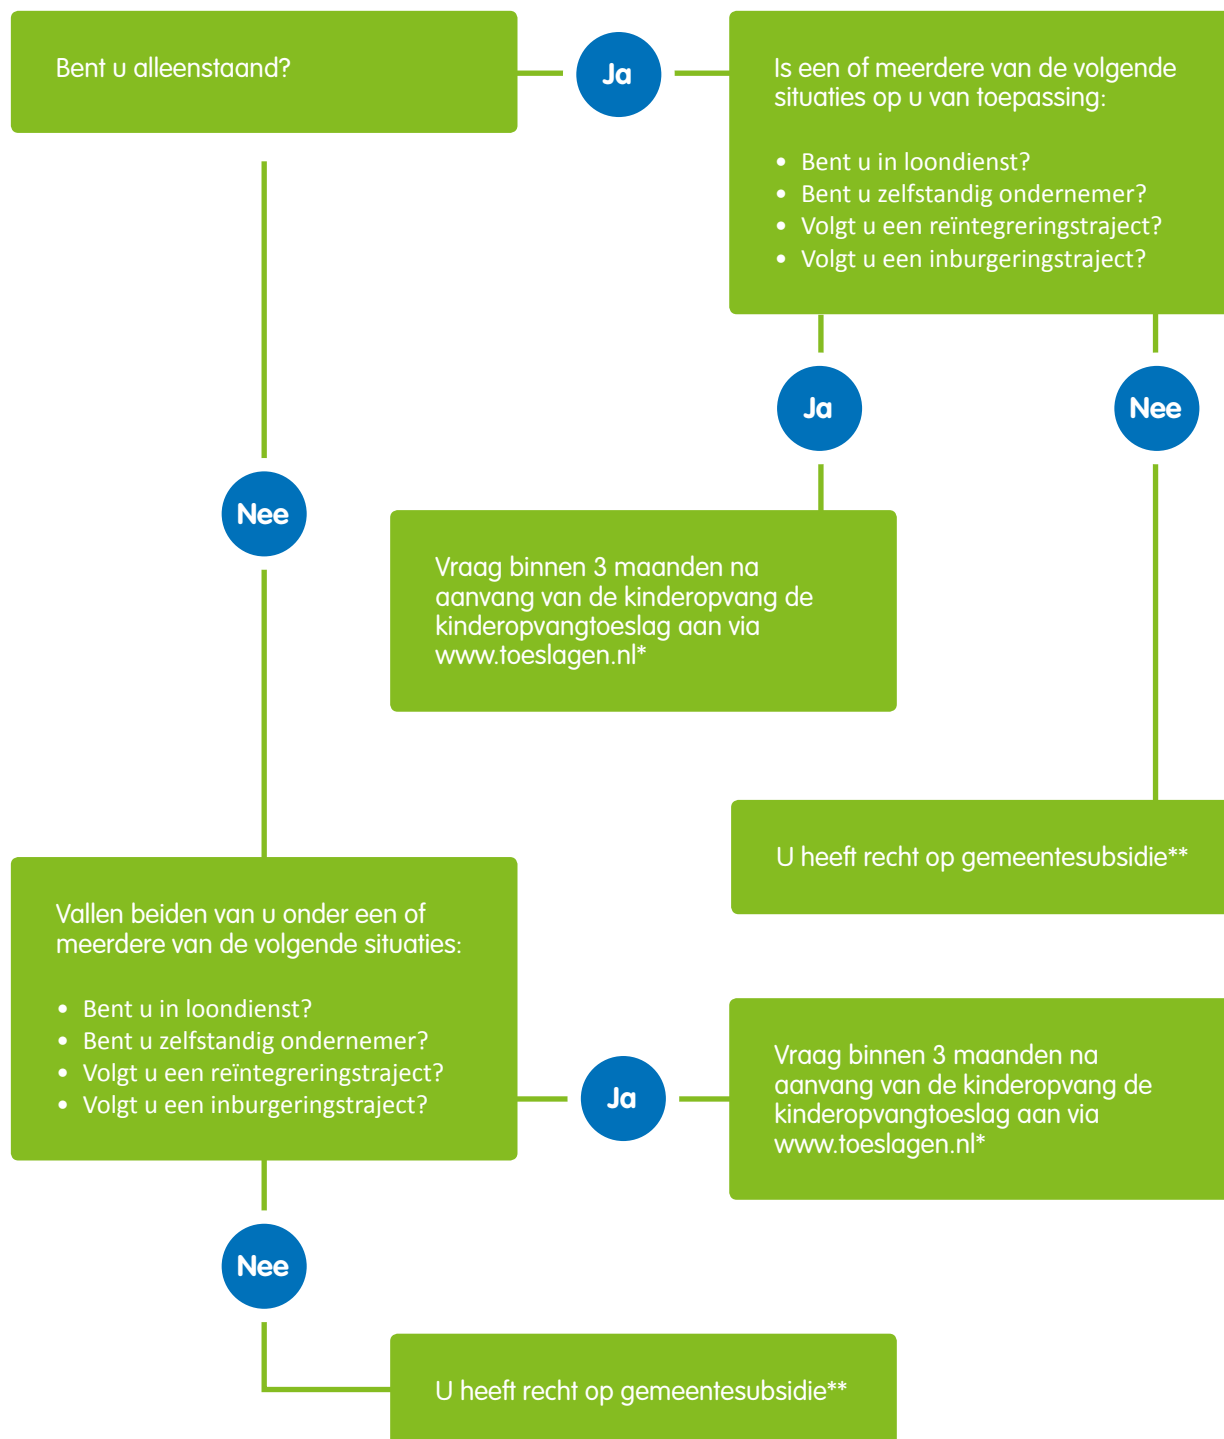 Bent u alleenstaand?
Ja
Is een of meerdere van de volgende
situaties op u van toepassing:
• Bent u in loondienst?
• Bent u zelfstandig ondernemer?
• Volgt u een reïntegreringstraject?
• Volgt u een inburgeringstraject?
Ja
Nee
Nee
Vraag binnen 3 maanden na
aanvang van de kinderopvang de
kinderopvangtoeslag aan via
www.toeslagen.nl*
U heeft recht op gemeentesubsidie**
Vallen beiden van u onder een of
meerdere van de volgende situaties:
• Bent u in loondienst?
• Bent u zelfstandig ondernemer?
• Volgt u een reïntegreringstraject?
• Volgt u een inburgeringstraject?
Ja
Vraag binnen 3 maanden na
aanvang van de kinderopvang de
kinderopvangtoeslag aan via
www.toeslagen.nl*
Nee
U heeft recht op gemeentesubsidie**